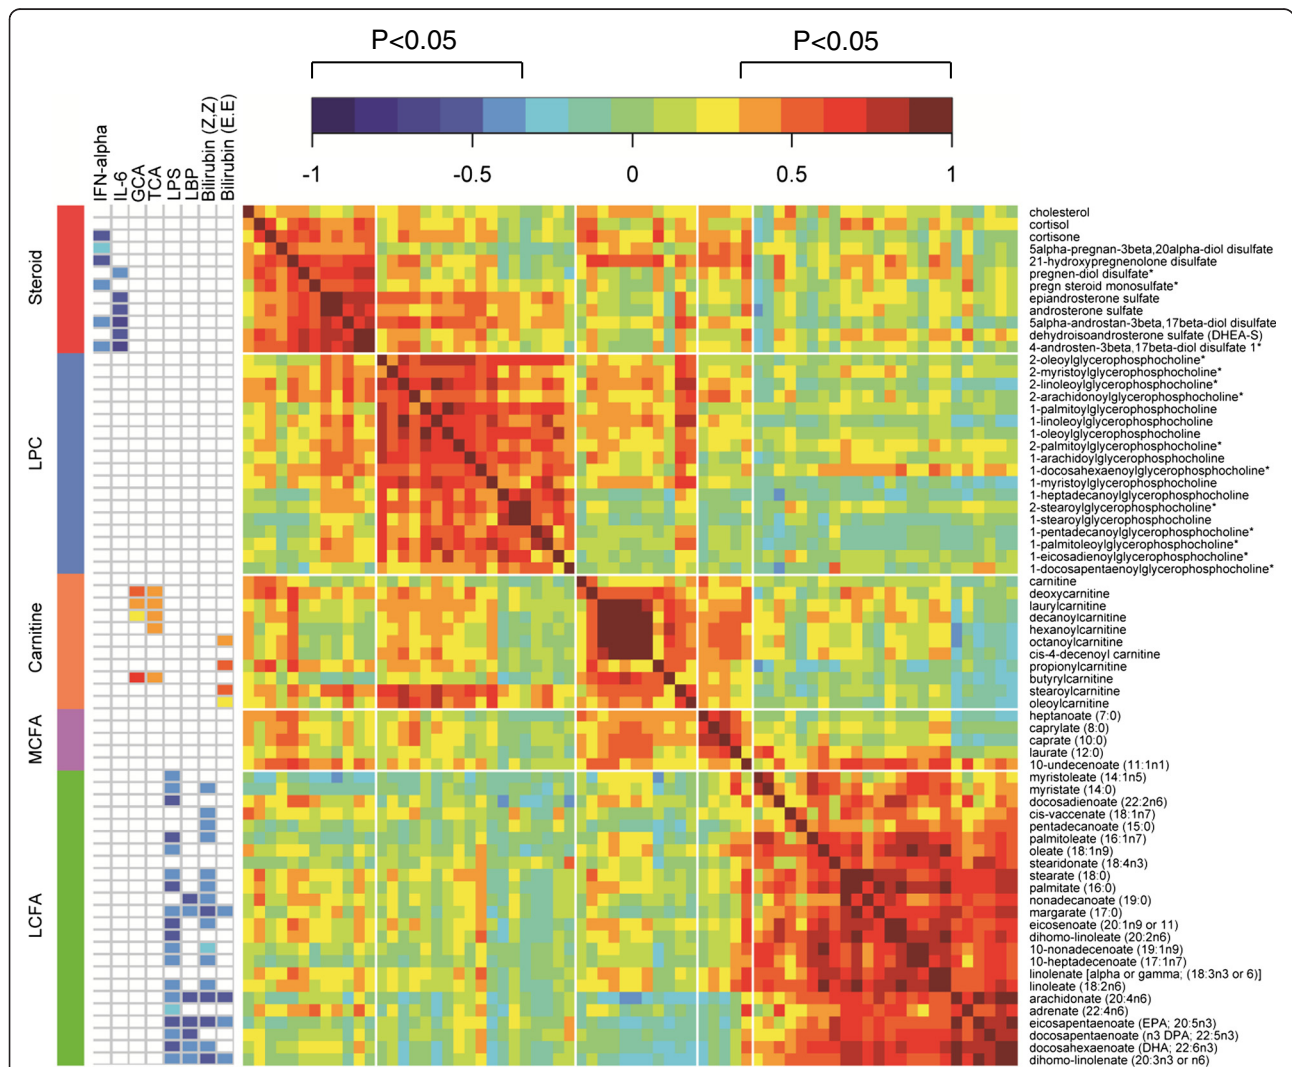 P<0.05 P<0.05
-1 -0.5 0 0.5 1
IFN-alpha
IL-6
GCA
TCA
LPS
LBP
Bilirubin (Z,Z)
Bilirubin (E.E)
Steroid
LPC
Carnitine
MCFA
LCFA
cholesterol
cortisol
cortisone
5alpha-pregnan-3beta,20alpha-diol disulfate
21-hydroxypregnenolone disulfate
pregnen-diol disulfate*
pregn steroid monosulfate*
epiandrosterone sulfate
androsterone sulfate
5alpha-androstan-3beta,17beta-diol disulfate
dehydroisoandrosterone sulfate (DHEA-S)
4-androsten-3beta,17beta-diol disulfate 1*
2-oleoylglycerophosphocholine*
2-myristoylglycerophosphocholine*
2-linoleoylglycerophosphocholine*
2-arachidonoylglycerophosphocholine*
1-palmitoylglycerophosphocholine
1-linoleoylglycerophosphocholine
1-oleoylglycerophosphocholine
2-palmitoylglycerophosphocholine*
1-arachidoylglycerophosphocholine
1-docosahexaenoylglycerophosphocholine*
1-myristoylglycerophosphocholine
1-heptadecanoylglycerophosphocholine
2-stearoylglycerophosphocholine*
1-stearoylglycerophosphocholine
1-pentadecanoylglycerophosphocholine*
1-palmitoleoylglycerophosphocholine*
1-eicosadienoylglycerophosphocholine*
1-docosapentaenoylglycerophosphocholine*
carnitine
deoxycarnitine
laurylcarnitine
decanoylcarnitine
hexanoylcarnitine
octanoylcarnitine
cis-4-decenoyl carnitine
propionylcarnitine
butyrylcarnitine
stearoylcarnitine
oleoylcarnitine
heptanoate (7:0)
caprylate (8:0)
caprate (10:0)
laurate (12:0)
10-undecenoate (11:1n1)
myristoleate (14:1n5)
myristate (14:0)
docosadienoate (22:2n6)
cis-vaccenate (18:1n7)
pentadecanoate (15:0)
palmitoleate (16:1n7)
oleate (18:1n9)
stearidonate (18:4n3)
stearate (18:0)
palmitate (16:0)
nonadecanoate (19:0)
margarate (17:0)
eicosenoate (20:1n9 or 11)
dihomo-linoleate (20:2n6)
10-nonadecenoate (19:1n9)
10-heptadecenoate (17:1n7)
linolenate [alpha or gamma; (18:3n3 or 6)]
linoleate (18:2n6)
arachidonate (20:4n6)
adrenate (22:4n6)
eicosapentaenoate (EPA; 20:5n3)
docosapentaenoate (n3 DPA; 22:5n3)
docosahexaenoate (DHA; 22:6n3)
dihomo-linolenate (20:3n3 or n6)